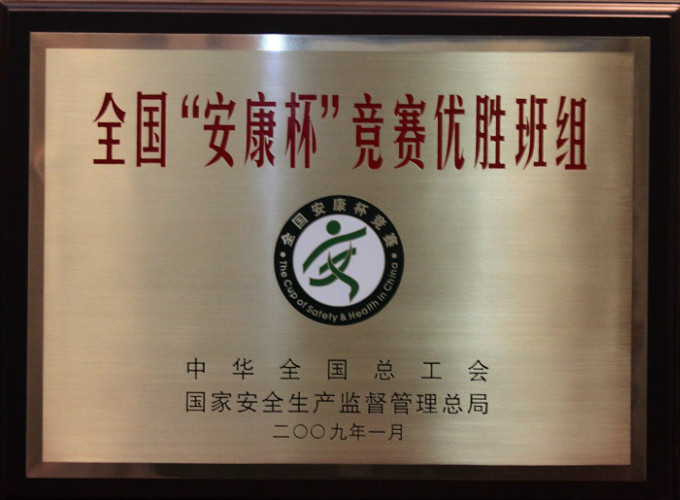 全国“安康杯”竞赛优胜班组
全国安康杯竞赛
The Cup of Safety & Health in China
中华全国总工会
国家安全生产监督管理总局
二〇〇九年一月